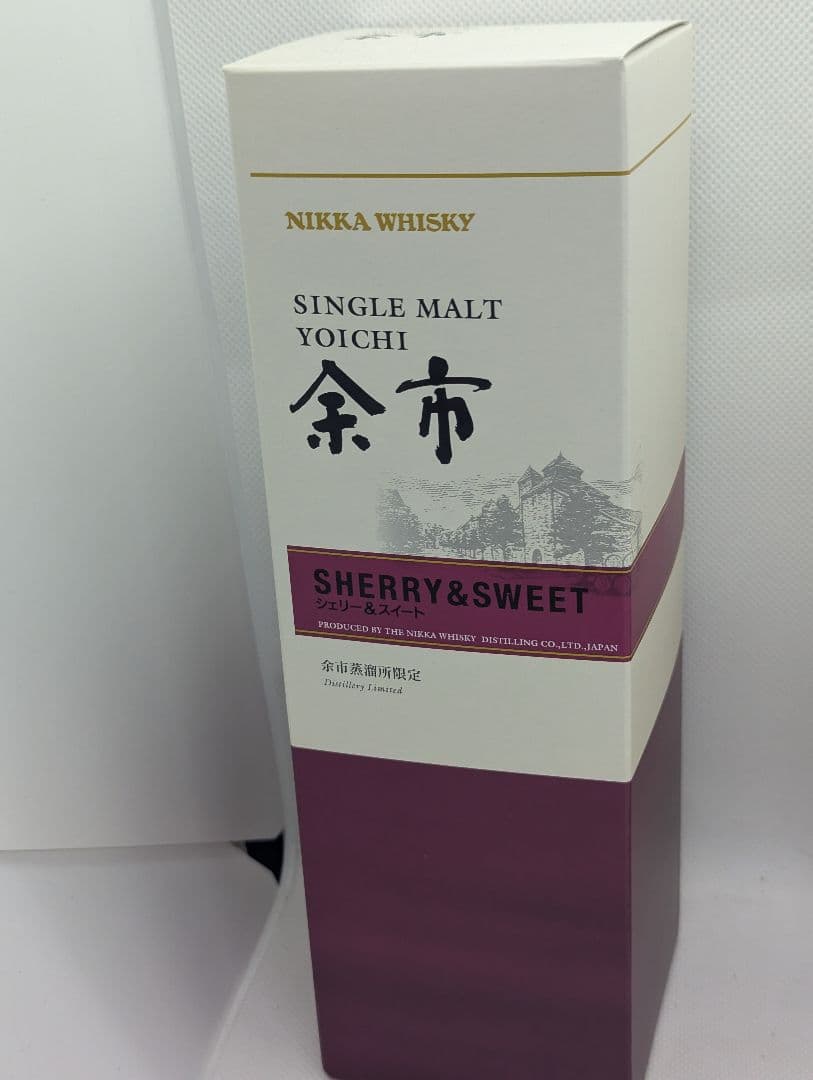 NIKKA WHISKY
SINGLE MALT
YOICHI
余市
SHERRY&SWEET
シェリー&スイート
PRODUCED BY THE NIKKA WHISKY DISTILLING CO.,LTD.,JAPAN
余市蒸溜所限定
Distillery Limited